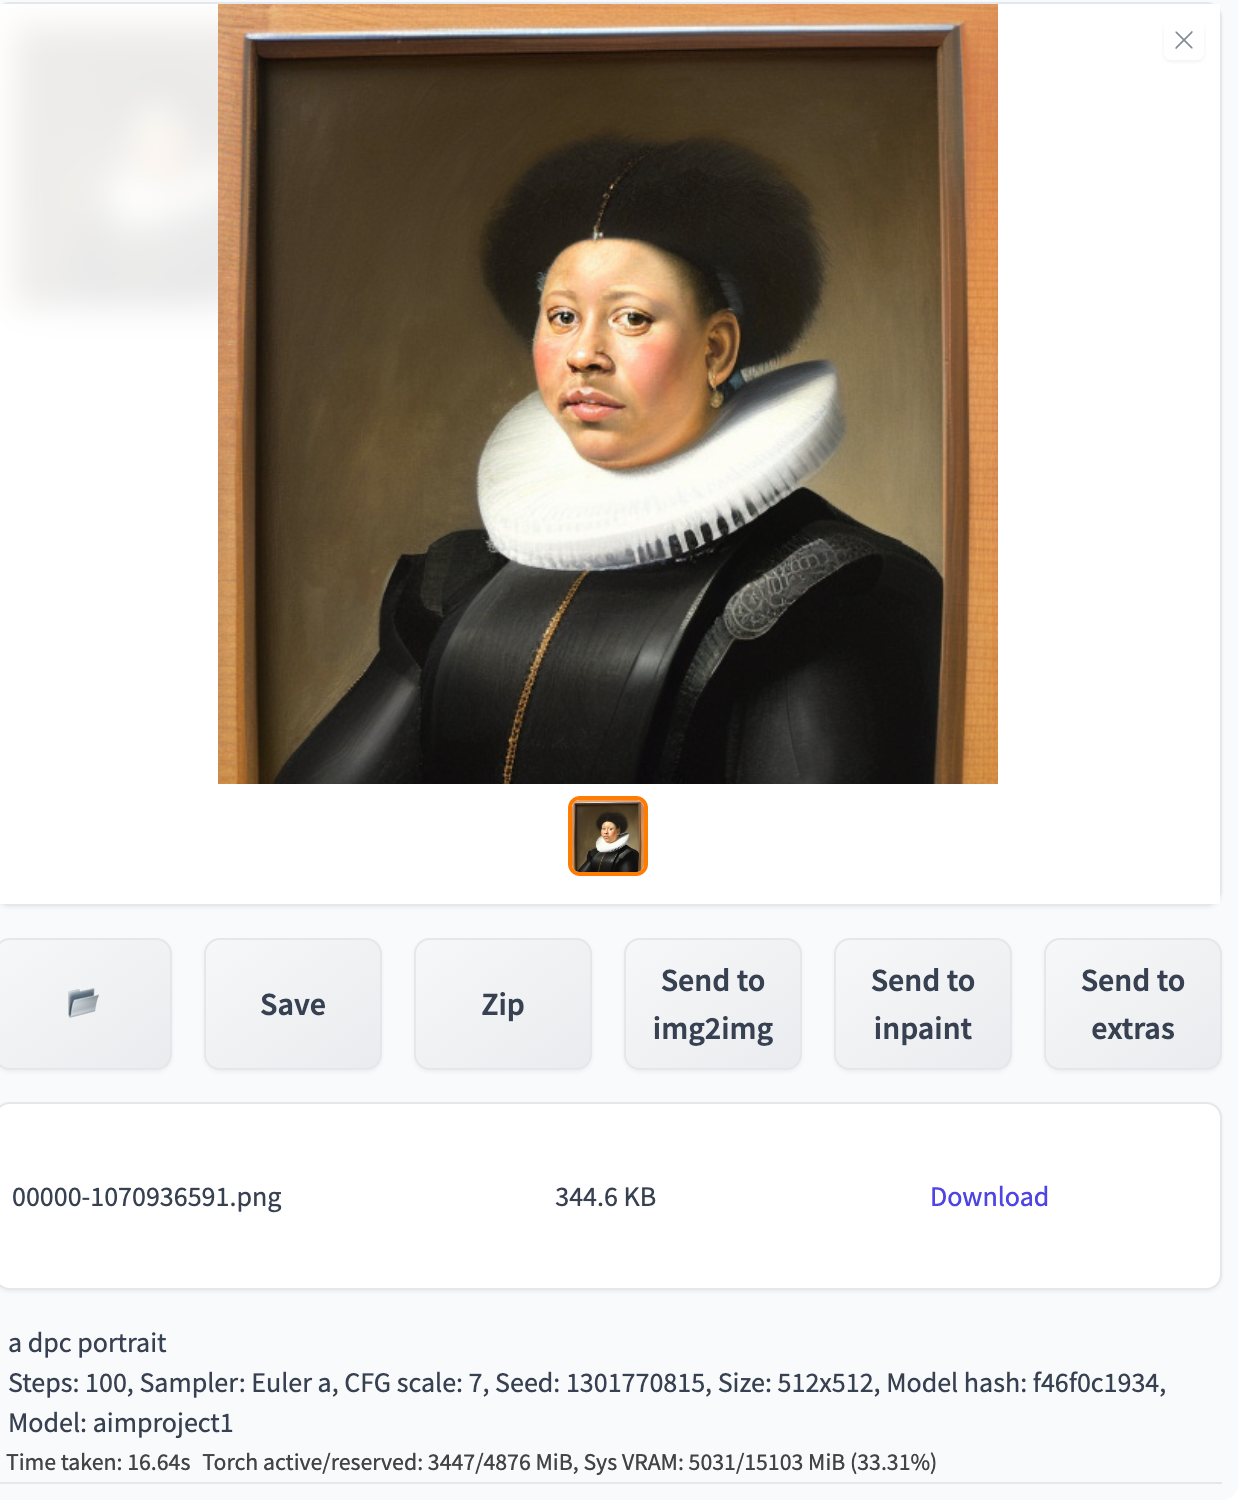 Save
Zip
Send to
img2img
Send to
inpaint
Send to
extras
00000-1070936591.png 344.6 KB Download
a dpc portrait
Steps: 100, Sampler: Euler a, CFG scale: 7, Seed: 1301770815, Size: 512x512, Model hash: f46f0c1934,
Model: aimproject1
Time taken: 16.64s Torch active/reserved: 3447/4876 MiB, Sys VRAM: 5031/15103 MiB (33.31%)